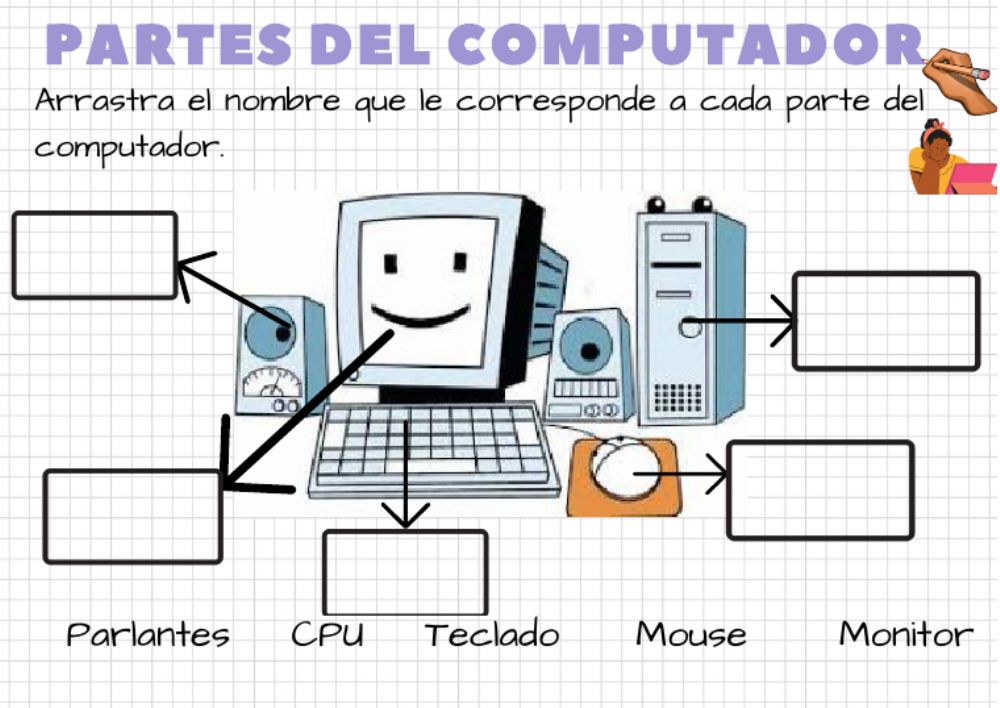 PARTES DEL COMPUTADOR
Arrastra el nombre que le corresponde a cada parte del
computador.
Parlantes CPU Teclado Mouse Monitor